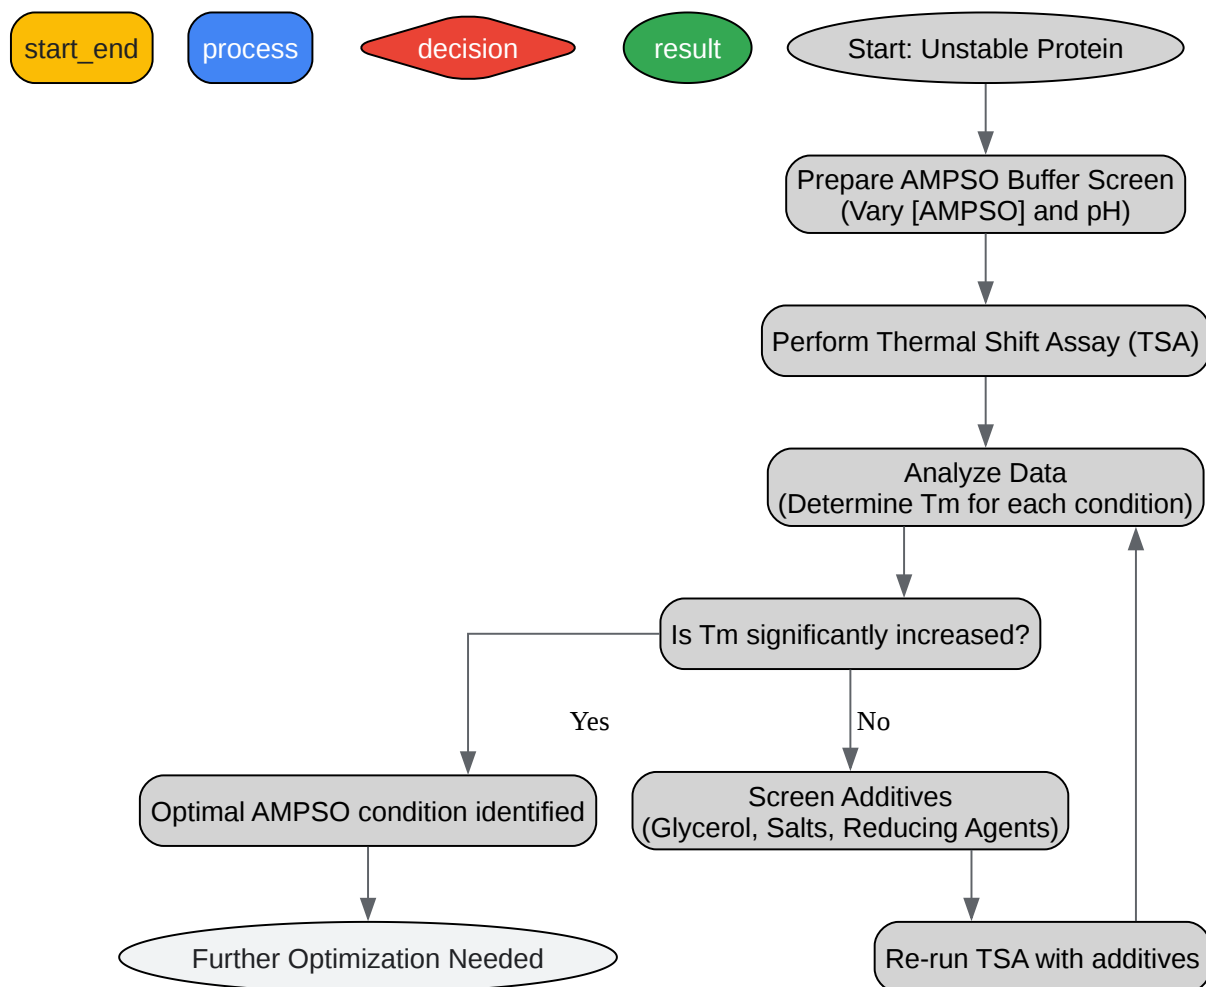 start_end
process
decision
result
Start: Unstable Protein
Prepare AMPSO Buffer Screen
(Vary [AMPSO] and pH)
Perform Thermal Shift Assay (TSA)
Analyze Data
(Determine Tm for each condition)
Is Tm significantly increased?
Yes
No
Optimal AMPSO condition identified
Screen Additives
(Glycerol, Salts, Reducing Agents)
Further Optimization Needed
Re-run TSA with additives